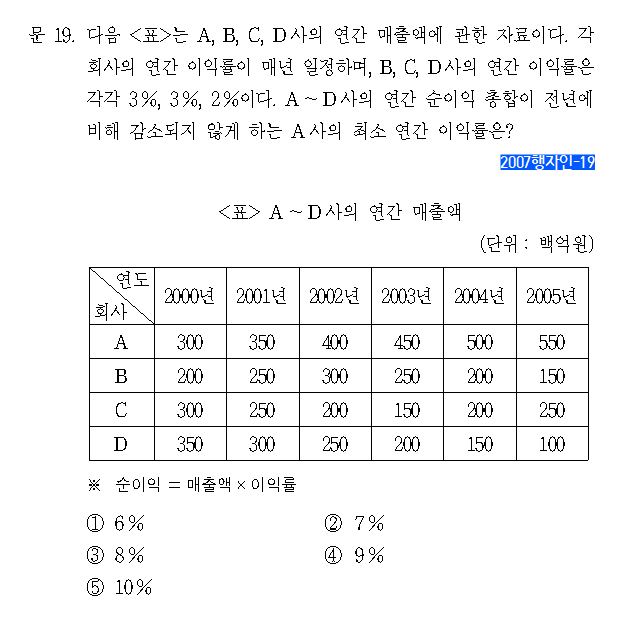 문 19. 다음 <표>는 A, B, C, D사의 연간 매출액에 관한 자료이다. 각
회사의 연간 이익률이 매년 일정하며, B, C, D사의 연간 이익률은
각각 3%, 3%, 2%이다. A ~ D사의 연간 순이익 총합이 전년에
비해 감소되지 않게 하는 A사의 최소 연간 이익률은?
2007행자인-19
<표> A ~ D사의 연간 매출액
(단위 : 백억원)
연도
회사 2000년 2001년 2002년 2003년 2004년 2005년
A 300 350 400 450 500 550
B 200 250 300 250 200 150
C 300 250 200 150 200 250
D 350 300 250 200 150 100
※ 순이익 = 매출액 × 이익률
① 6% ② 7%
③ 8% ④ 9%
⑤ 10%